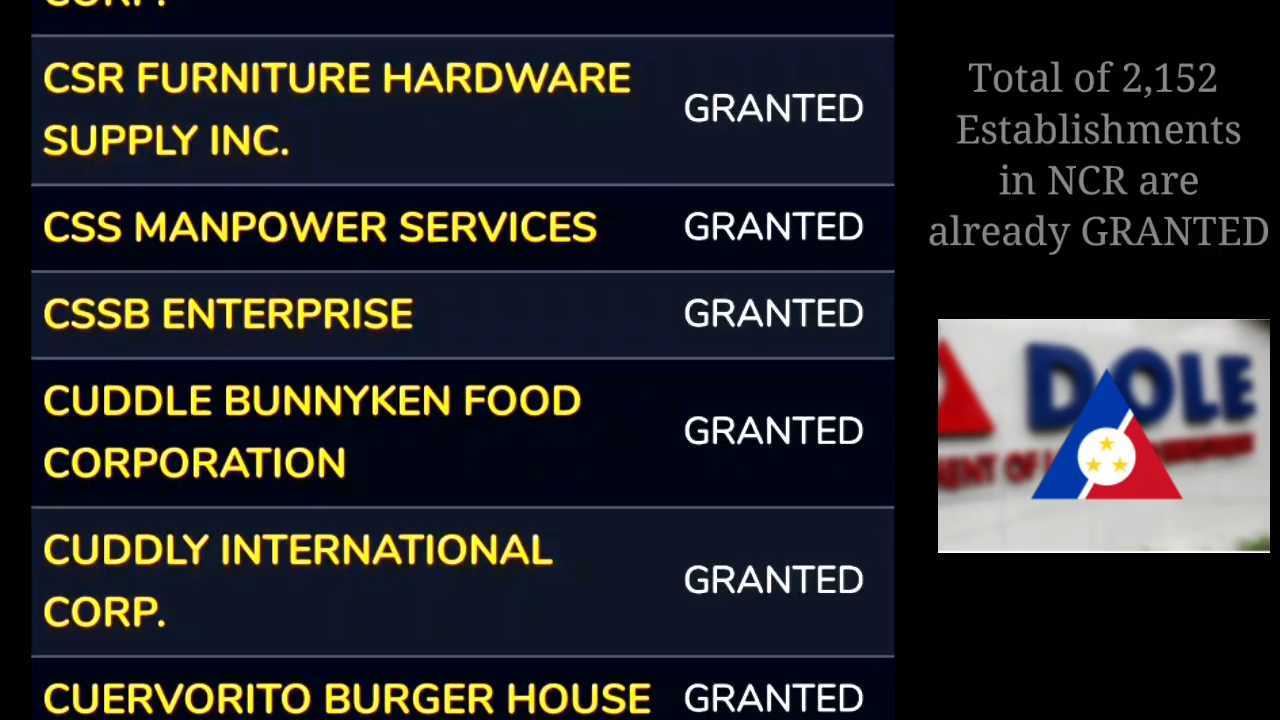 CORP.
CSR FURNITURE HARDWARE
SUPPLY INC.
GRANTED
CSS MANPOWER SERVICES
GRANTED
CSSB ENTERPRISE
GRANTED
CUDDLE BUNNYKEN FOOD
CORPORATION
GRANTED
CUDDLY INTERNATIONAL
CORP.
GRANTED
CUERVORITO BURGER HOUSE
GRANTED
Total of 2,152
Establishments
in NCR are
already GRANTED
DOLE